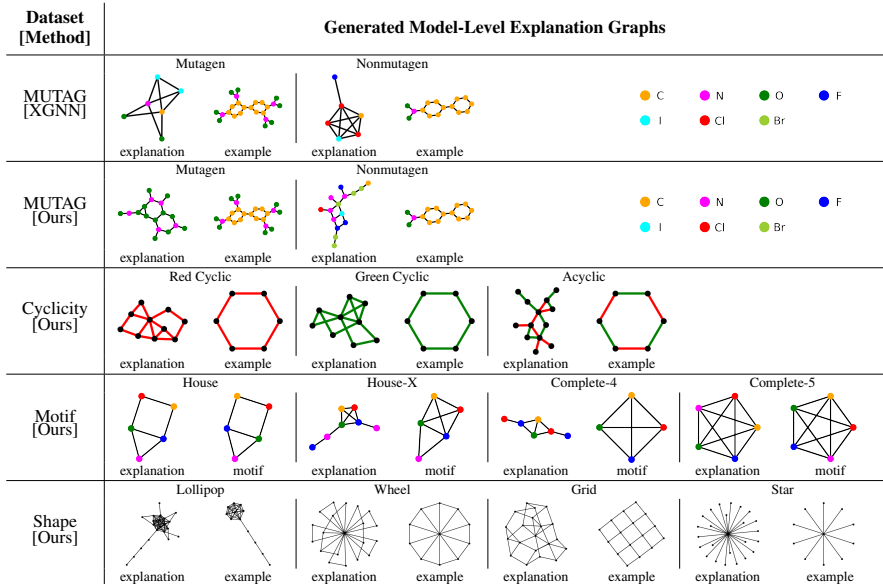 Dataset
[Method]
Generated Model-Level Explanation Graphs
MUTAG
[XGNN]
Mutagen
Nonmutagen
explanation example explanation example
C N O F
I Cl Br
MUTAG
[Ours]
Mutagen
Nonmutagen
explanation example explanation example
C N O F
I Cl Br
Cyclicity
[Ours]
Red Cyclic Green Cyclic Acyclic
explanation example explanation example explanation example
Motif
[Ours]
House House-X Complete-4 Complete-5
explanation motif explanation motif explanation motif explanation motif
Shape
[Ours]
Lollipop Wheel Grid Star
explanation example explanation example explanation example explanation example